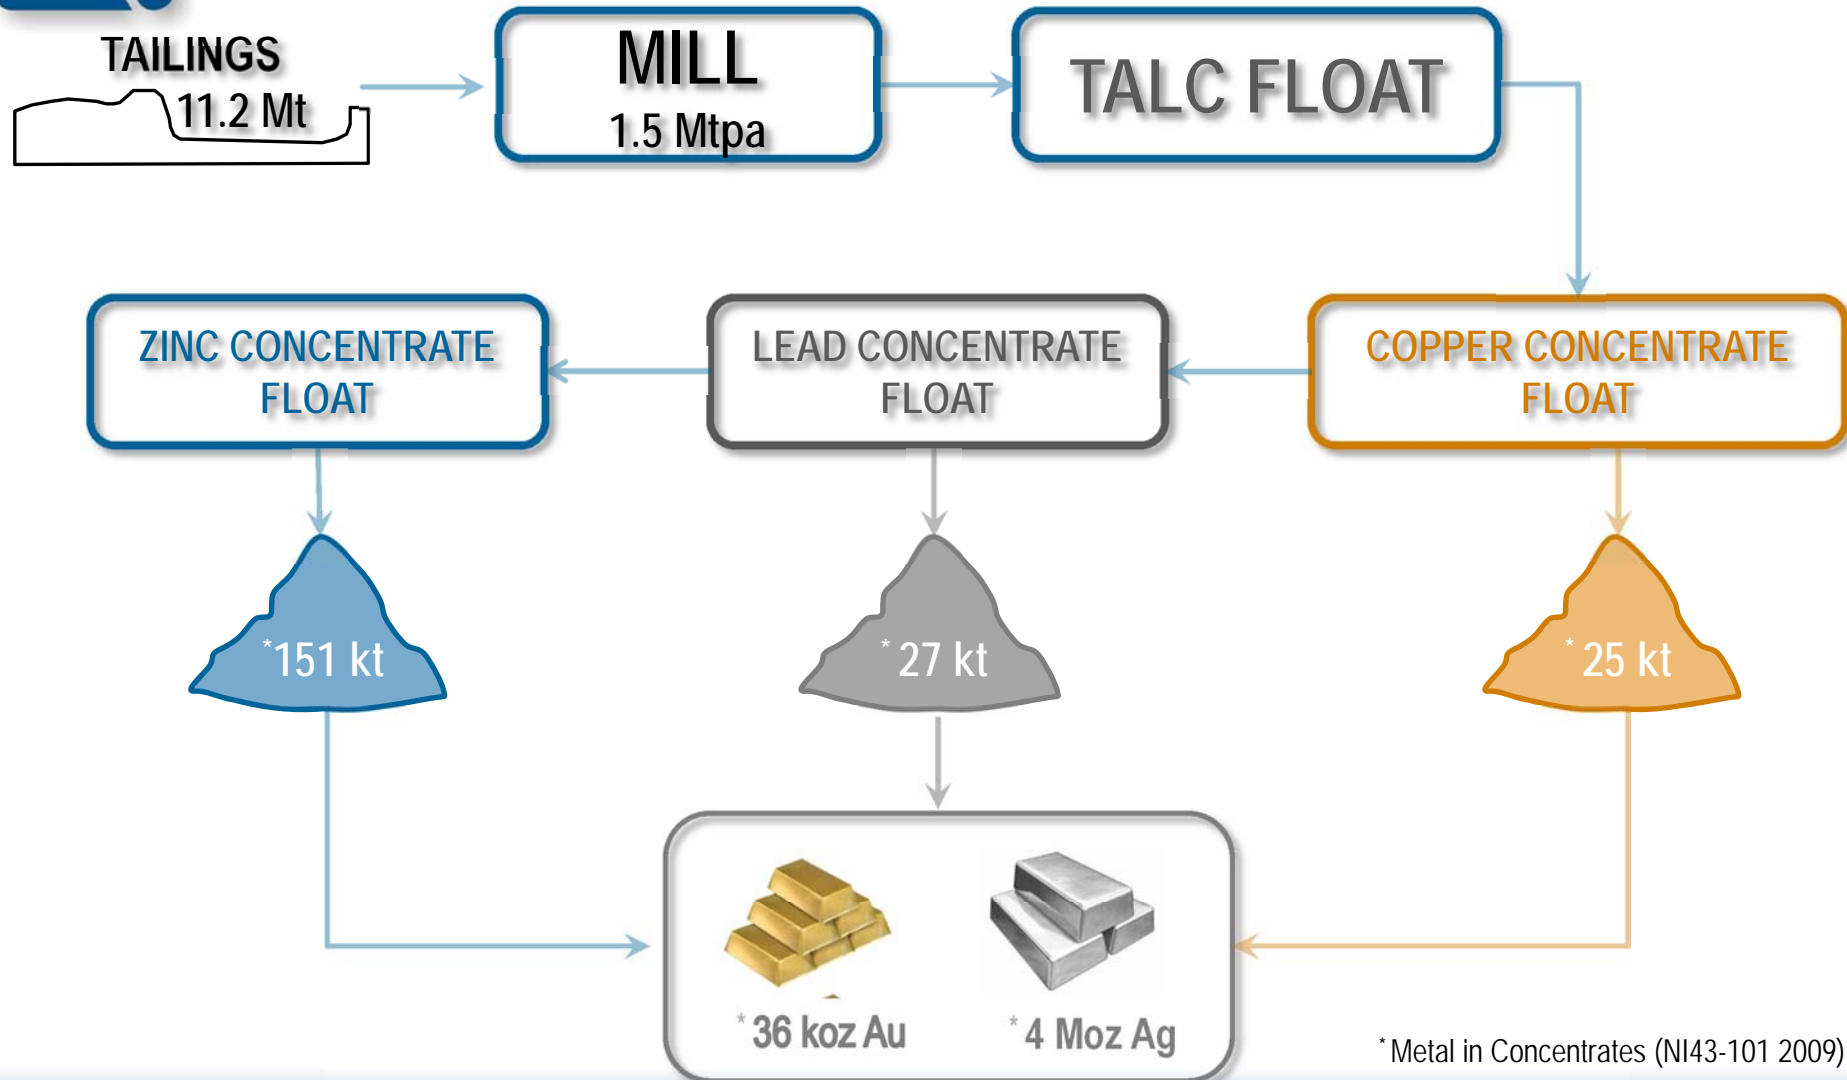 TAILINGS
11.2 Mt
MILL
1.5 Mtpa
TALC FLOAT
ZINC CONCENTRATE
FLOAT
LEAD CONCENTRATE
FLOAT
COPPER CONCENTRATE
FLOAT
*151 kt
* 27 kt
* 25 kt
* 36 koz Au
* 4 Moz Ag
* Metal in Concentrates (NI43-101 2009)